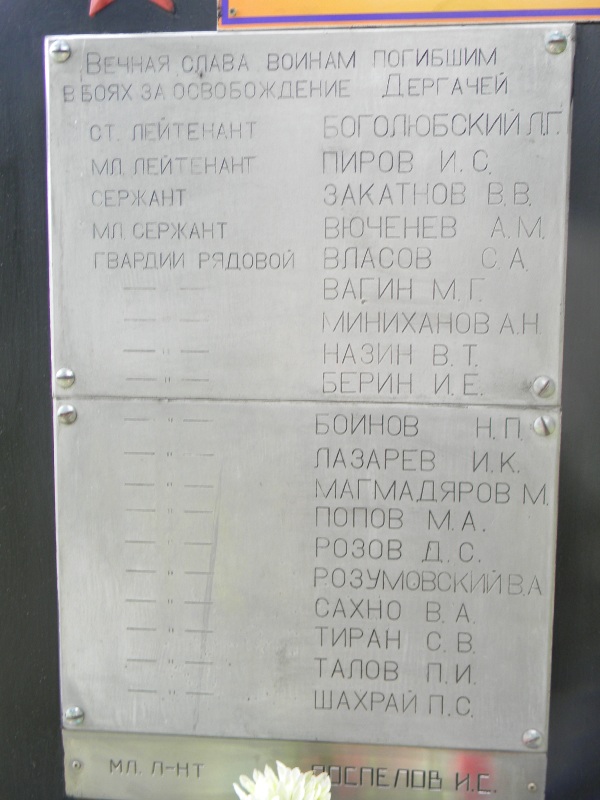 ВЕЧНАЯ СЛАВА ВОИНАМ ПОГИБШИМ
В БОЯХ ЗА ОСВОБОЖДЕНИЕ ДЕРГАЧЕЙ
СТ. ЛЕЙТЕНАНТ БОГОЛЮБСКИЙ Л.Г.
МЛ. ЛЕЙТЕНАНТ ПИРОВ И.С.
СЕРЖАНТ ЗАКАТНОВ В.В.
МЛ. СЕРЖАНТ ВЮЧЕНЕВ А.М.
ГВАРДИИ РЯДОВОЙ ВЛАСОВ С.А.
— " — ВАГИН М.Г.
— " — МИНИХАНОВ А.Н.
— " — НАЗИН В.Т.
— " — БЕРИН И.Е.
— " — БОИНОВ Н.П.
— " — ЛАЗАРЕВ И.К.
— " — МАГМАДЯРОВ М.
— " — ПОПОВ М.А.
— " — РОЗОВ Д.С.
— " — РОЗУМОВСКИЙ В.А.
— " — САХНО В.А.
— " — ТИРАН С.В.
— " — ТАЛОВ П.И.
— " — ШАХРАЙ П.С.
МЛ. Л-НТ ПОСПЕЛОВ И.С.